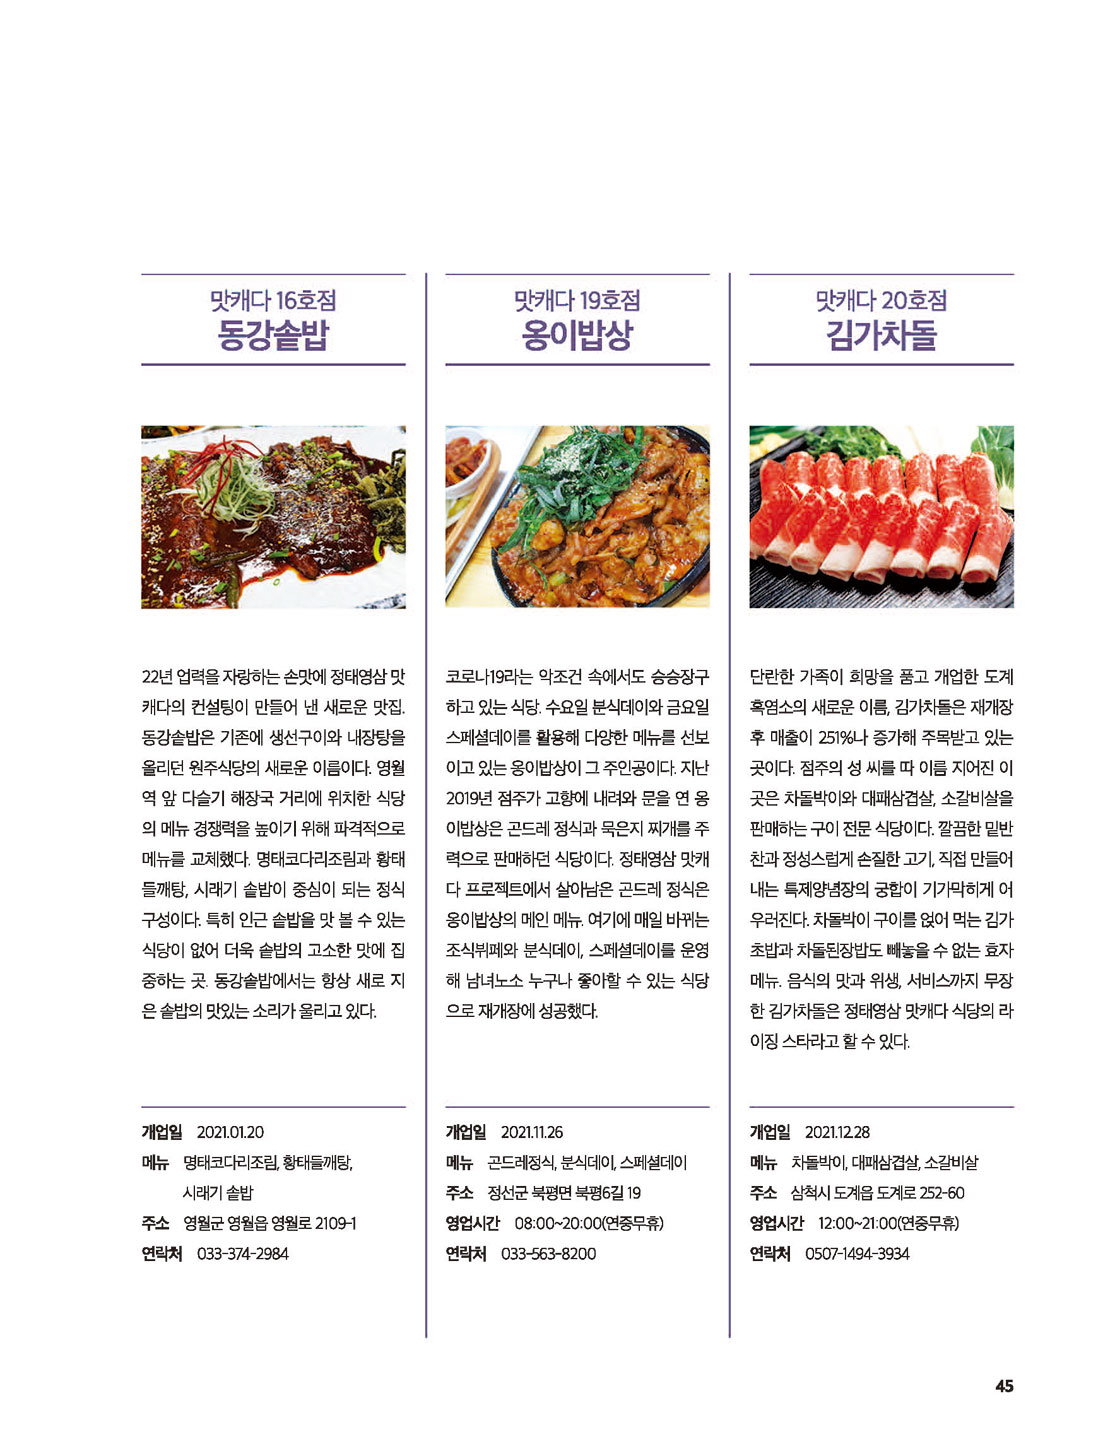 맛캐다 16호점
동강솥밥
22년 업력을 자랑하는 손맛에 정태영삼 맛
캐다의 컨설팅이 만들어 낸 새로운 맛집.
동강솥밥은 기존에 생선구이와 내장탕을
올리던 원주식당의 새로운 이름이다. 영월
역 앞 다슬기 해장국 거리에 위치한 식당
의 메뉴 경쟁력을 높이기 위해 파격적으로
메뉴를 교체했다. 명태코다리조림과 황태
들깨탕, 시래기 솥밥이 중심이 되는 정식
구성이다. 특히 인근 솥밥을 맛 볼 수 있는
식당이 없어 더욱 솥밥의 고소한 맛에 집
중하는 곳. 동강솥밥에서는 항상 새로 지
은 솥밥의 맛있는 소리가 울리고 있다.
개업일 2021.01.20
메뉴 명태코다리조림, 황태들깨탕,
시래기 솥밥
주소 영월군 영월읍 영월로 2109-1
연락처 033-374-2984
맛캐다 19호점
옹이밥상
코로나19라는 악조건 속에서도 승승장구
하고 있는 식당. 수요일 분식데이와 금요일
스페셜데이를 활용해 다양한 메뉴를 선보
이고 있는 옹이밥상이 그 주인공이다. 지난
2019년 점주가 고향에 내려와 문을 연 옹
이밥상은 곤드레 정식과 묵은지 찌개를 주
력으로 판매하던 식당이다. 정태영삼 맛캐
다 프로젝트에서 살아남은 곤드레 정식은
옹이밥상의 메인 메뉴. 여기에 매일 바뀌는
조식뷔페와 분식데이, 스페셜데이를 운영
해 남녀노소 누구나 좋아할 수 있는 식당
으로 재개장에 성공했다.
개업일 2021.11.26
메뉴 곤드레정식, 분식데이, 스페셜데이
주소 정선군 북평면 북평6길 19
영업시간 08:00~20:00(연중무휴)
연락처 033-563-8200
맛캐다 20호점
김가차돌
단란한 가족이 희망을 품고 개업한 도계
흑염소의 새로운 이름, 김가차돌은 재개장
후 매출이 251%나 증가해 주목받고 있는
곳이다. 점주의 성 씨를 따 이름 지어진 이
곳은 차돌박이와 대패삼겹살, 소갈비살을
판매하는 구이 전문 식당이다. 깔끔한 밑반
찬과 정성스럽게 손질한 고기, 직접 만들어
내는 특제양념장의 궁합이 기가막히게 어
우러진다. 차돌박이 구이를 얹어 먹는 김가
초밥과 차돌된장밥도 빼놓을 수 없는 효자
메뉴. 음식의 맛과 위생, 서비스까지 무장
한 김가차돌은 정태영삼 맛캐다 식당의 라
이징 스타라고 할 수 있다.
개업일 2021.12.28
메뉴 차돌박이, 대패삼겹살, 소갈비살
주소 삼척시 도계읍 도계로 252-60
영업시간 12:00~21:00(연중무휴)
연락처 0507-1494-3934
45